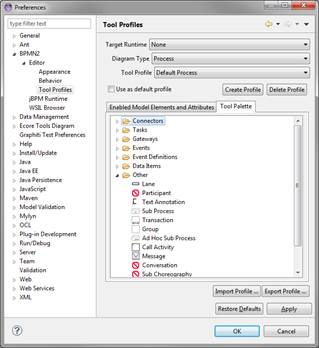 Preferences
type filter text
General
Ant
BPMN2
Editor
Appearance
Behavior
Tool Profiles
jBPM Runtime
WSIL Browser
Data Management
Ecore Tools Diagram
Graphiti Test Preferences
Help
Install/Update
Java
Java EE
Java Persistence
JavaScript
Maven
Model Validation
Mylyn
OCL
Plug-in Development
Run/Debug
Server
Team
Validation
Web
Web Services
XML
Tool Profiles
Target Runtime None
Diagram Type Process
Tool Profile Default Process
Use as default profile
Create Profile
Delete Profile
Enabled Model Elements and Attributes
Tool Palette
Connectors
Tasks
Gateways
Events
Event Definitions
Data Items
Other
Lane
Participant
Text Annotation
Sub Process
Transaction
Group
Ad Hoc Sub Process
Call Activity
Message
Conversation
Sub Choreography
Import Profile ...
Export Profile ...
Restore Defaults
Apply
OK
Cancel